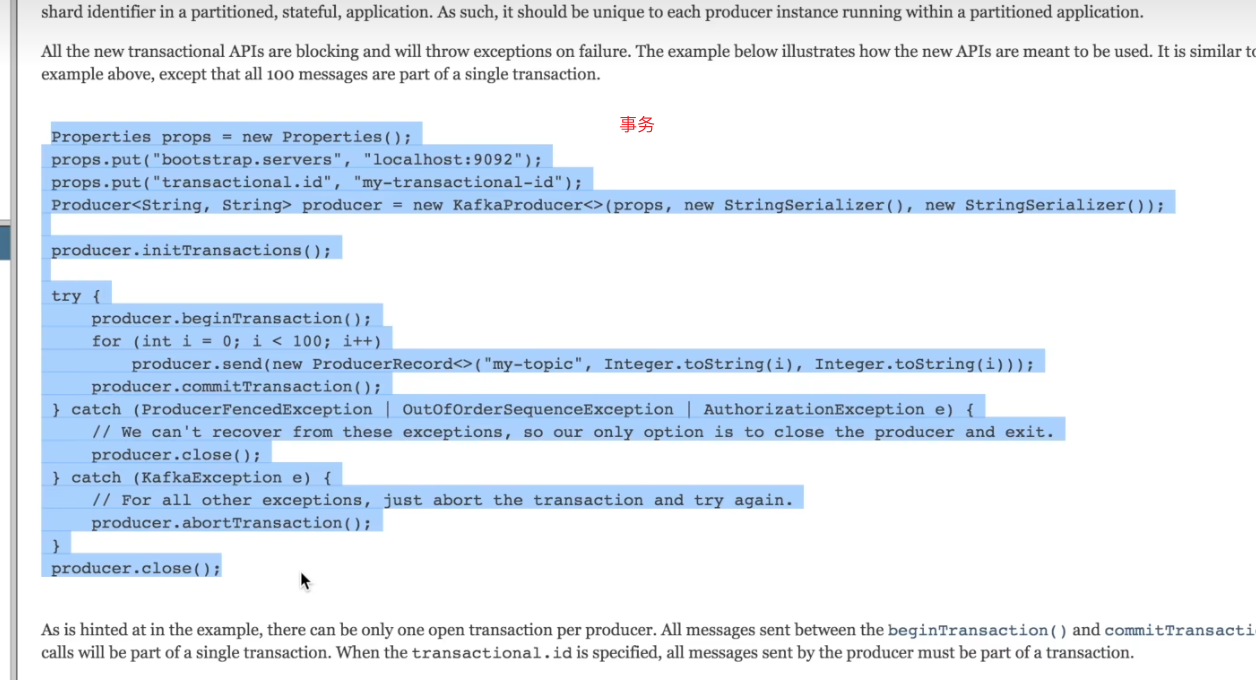 shard identifier in a partitioned, stateful, application. As such, it should be unique to each producer instance running within a partitioned application.
All the new transactional APIs are blocking and will throw exceptions on failure. The example below illustrates how the new APIs are meant to be used. It is similar to
example above, except that all 100 messages are part of a single transaction.
事务
Properties props = new Properties();
props.put("bootstrap.servers", "localhost:9092");
props.put("transactional.id", "my-transactional-id");
Producer<String, String> producer = new KafkaProducer<>(props, new StringSerializer(), new StringSerializer());
producer.initTransactions();
try {
    producer.beginTransaction();
    for (int i = 0; i < 100; i++)
        producer.send(new ProducerRecord<>("my-topic", Integer.toString(i), Integer.toString(i)));
    producer.commitTransaction();
} catch (ProducerFencedException | OutOfOrderSequenceException | AuthorizationException e) {
    // We can't recover from these exceptions, so our only option is to close the producer and exit.
    producer.close();
} catch (KafkaException e) {
    // For all other exceptions, just abort the transaction and try again.
    producer.abortTransaction();
}
producer.close();
As is hinted at in the example, there can be only one open transaction per producer. All messages sent between the beginTransaction() and commitTransacti
calls will be part of a single transaction. When the transactional.id is specified, all messages sent by the producer must be part of a transaction.